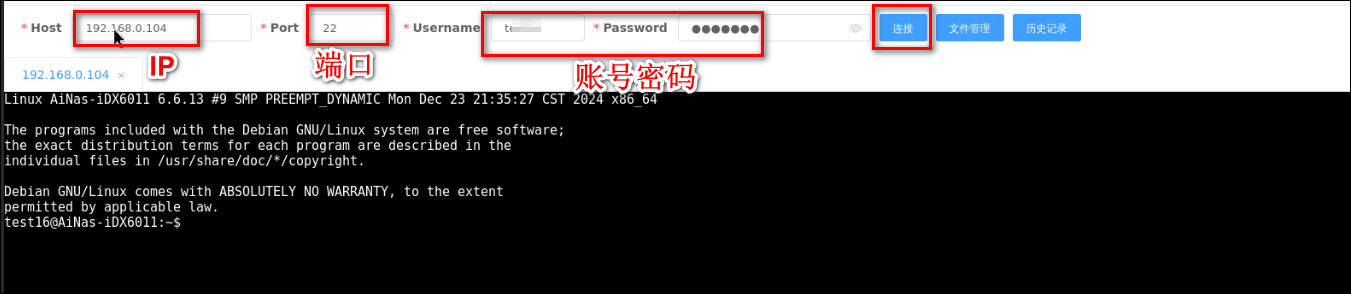 * Host 192.168.0.104 * Port 22 * Username * Password ●●●●●●● 连接 文件管理 历史记录
192.168.0.104 × IP 端口 账号密码
Linux AiNas-iDX6011 6.6.13 #9 SMP PREEMPT_DYNAMIC Mon Dec 23 21:35:27 CST 2024 x86_64
The programs included with the Debian GNU/Linux system are free software;
the exact distribution terms for each program are described in the
individual files in /usr/share/doc/*/copyright.
Debian GNU/Linux comes with ABSOLUTELY NO WARRANTY, to the extent
permitted by applicable law.
test16@AiNas-iDX6011:~$